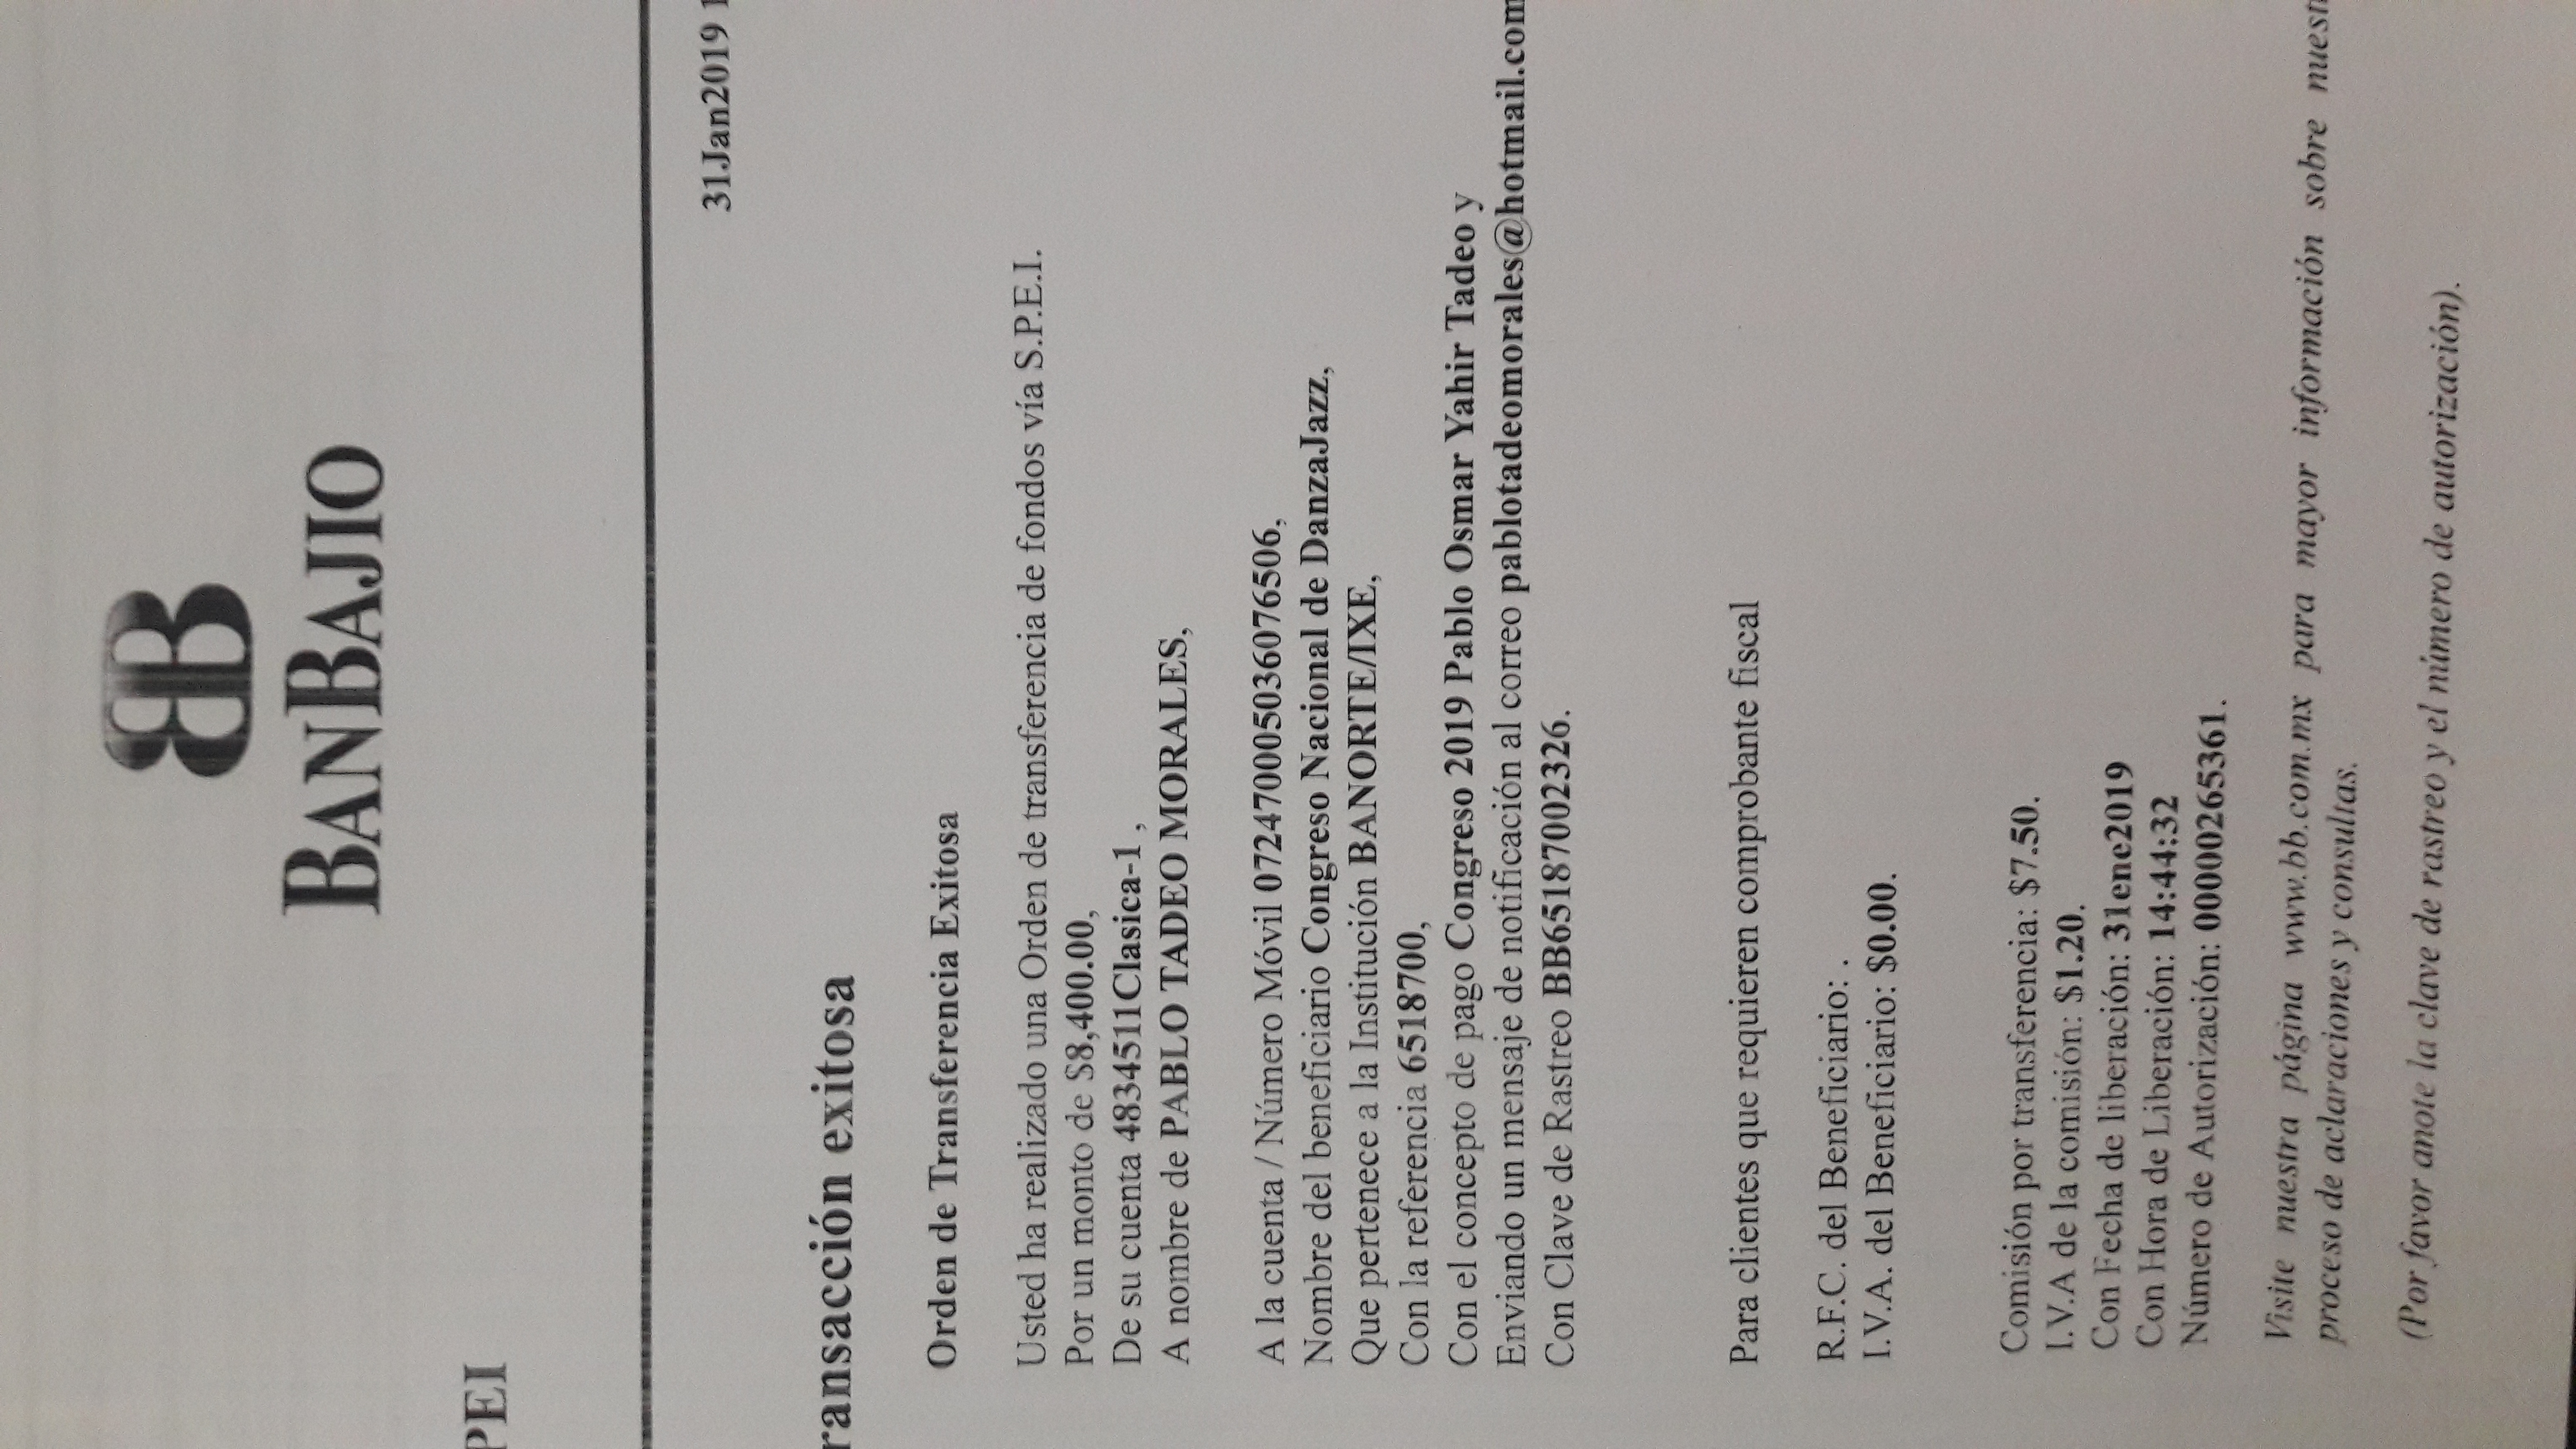 BB
BANBAJIO
PEI
31Jan2019 1
ransacción exitosa
Orden de Transferencia Exitosa
Usted ha realizado una Orden de transferencia de fondos vía S.P.E.I.
Por un monto de $8,400.00,
De su cuenta 4834511Clasica-1 ,
A nombre de PABLO TADEO MORALES,
A la cuenta / Número Móvil 072470005036076506,
Nombre del beneficiario Congreso Nacional de DanzaJazz,
Que pertenece a la Institución BANORTE/IXE,
Con la referencia 6518700,
Con el concepto de pago Congreso 2019 Pablo Osmar Yahir Tadeo y
Enviando un mensaje de notificación al correo pablotadeomorales@hotmail.com
Con Clave de Rastreo BB65187002326.
Para clientes que requieren comprobante fiscal
R.F.C. del Beneficiario: .
I.V.A. del Beneficiario: $0.00.
Comisión por transferencia: $7.50.
I.V.A de la comisión: $1.20.
Con Fecha de liberación: 31ene2019
Con Hora de Liberación: 14:44:32
Número de Autorización: 00000265361.
Visite nuestra página www.bb.com.mx para mayor información sobre nuest
proceso de aclaraciones y consultas.
(Por favor anote la clave de rastreo y el número de autorización).